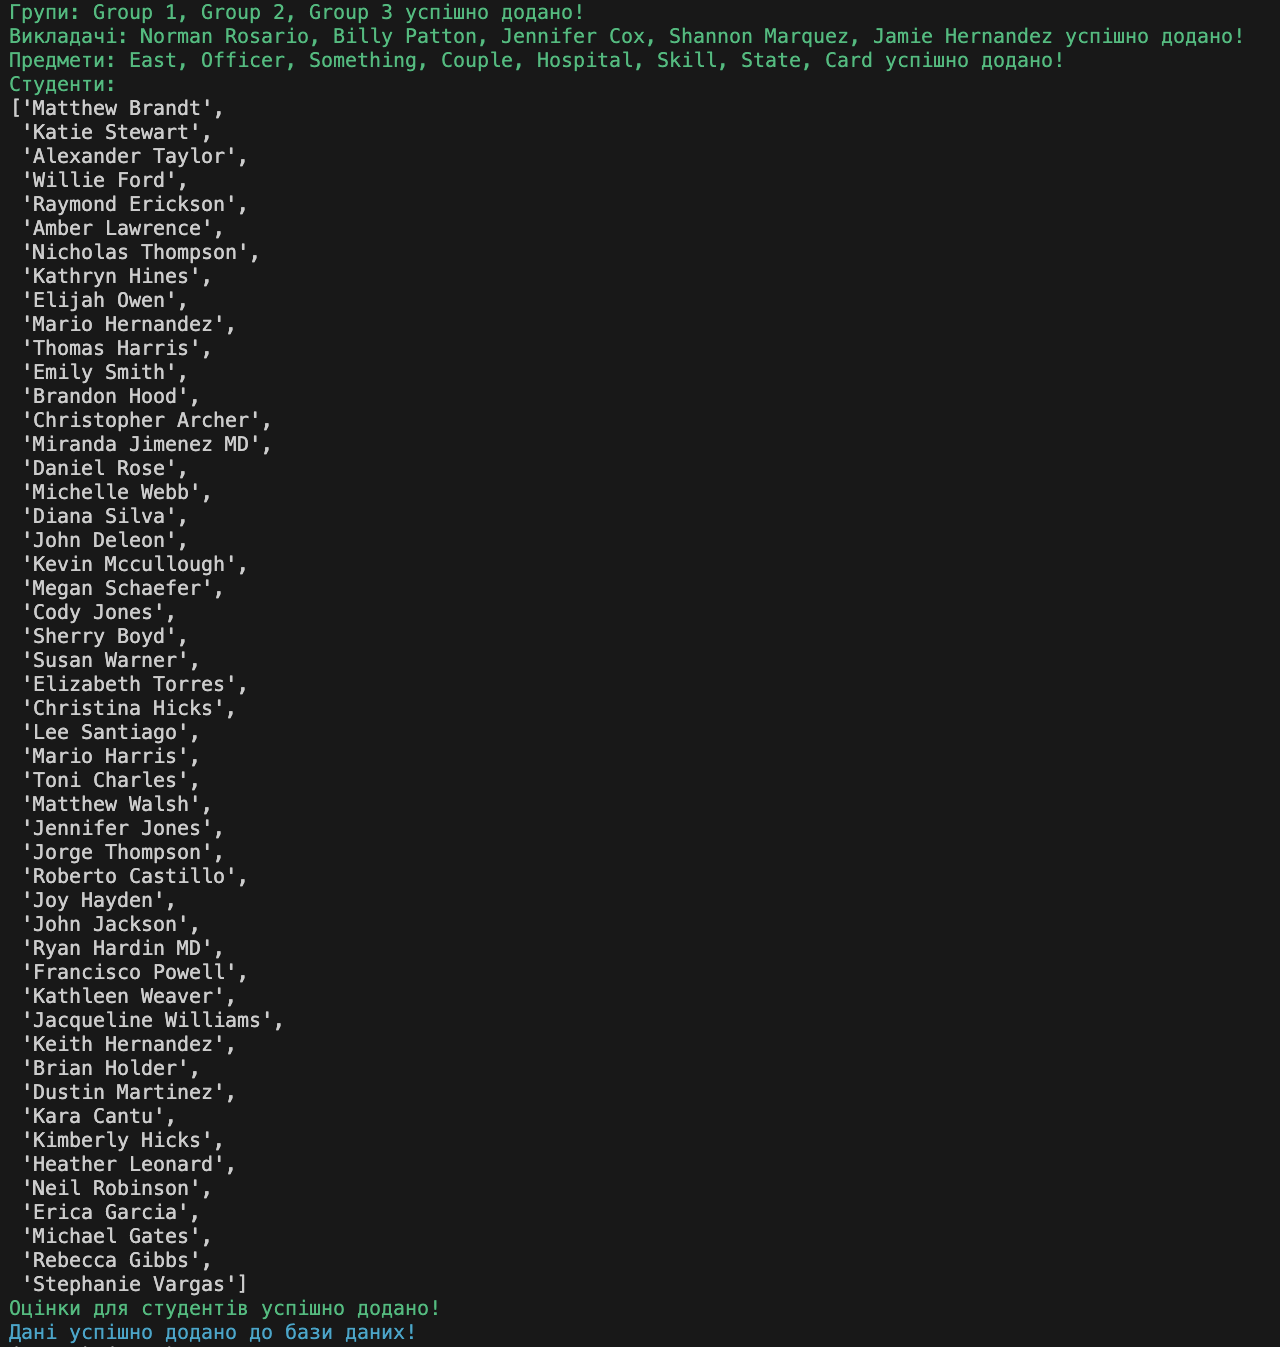 Групи: Group 1, Group 2, Group 3 успішно додано!
Викладачі: Norman Rosario, Billy Patton, Jennifer Cox, Shannon Marquez, Jamie Hernandez успішно додано!
Предмети: East, Officer, Something, Couple, Hospital, Skill, State, Card успішно додано!
Студенти:
['Matthew Brandt',
 'Katie Stewart',
 'Alexander Taylor',
 'Willie Ford',
 'Raymond Erickson',
 'Amber Lawrence',
 'Nicholas Thompson',
 'Kathryn Hines',
 'Elijah Owen',
 'Mario Hernandez',
 'Thomas Harris',
 'Emily Smith',
 'Brandon Hood',
 'Christopher Archer',
 'Miranda Jimenez MD',
 'Daniel Rose',
 'Michelle Webb',
 'Diana Silva',
 'John Deleon',
 'Kevin Mccullough',
 'Megan Schaefer',
 'Cody Jones',
 'Sherry Boyd',
 'Susan Warner',
 'Elizabeth Torres',
 'Christina Hicks',
 'Lee Santiago',
 'Mario Harris',
 'Toni Charles',
 'Matthew Walsh',
 'Jennifer Jones',
 'Jorge Thompson',
 'Roberto Castillo',
 'Joy Hayden',
 'John Jackson',
 'Ryan Hardin MD',
 'Francisco Powell',
 'Kathleen Weaver',
 'Jacqueline Williams',
 'Keith Hernandez',
 'Brian Holder',
 'Dustin Martinez',
 'Kara Cantu',
 'Kimberly Hicks',
 'Heather Leonard',
 'Neil Robinson',
 'Erica Garcia',
 'Michael Gates',
 'Rebecca Gibbs',
 'Stephanie Vargas']
Оцінки для студентів успішно додано!
Дані успішно додано до бази даних!